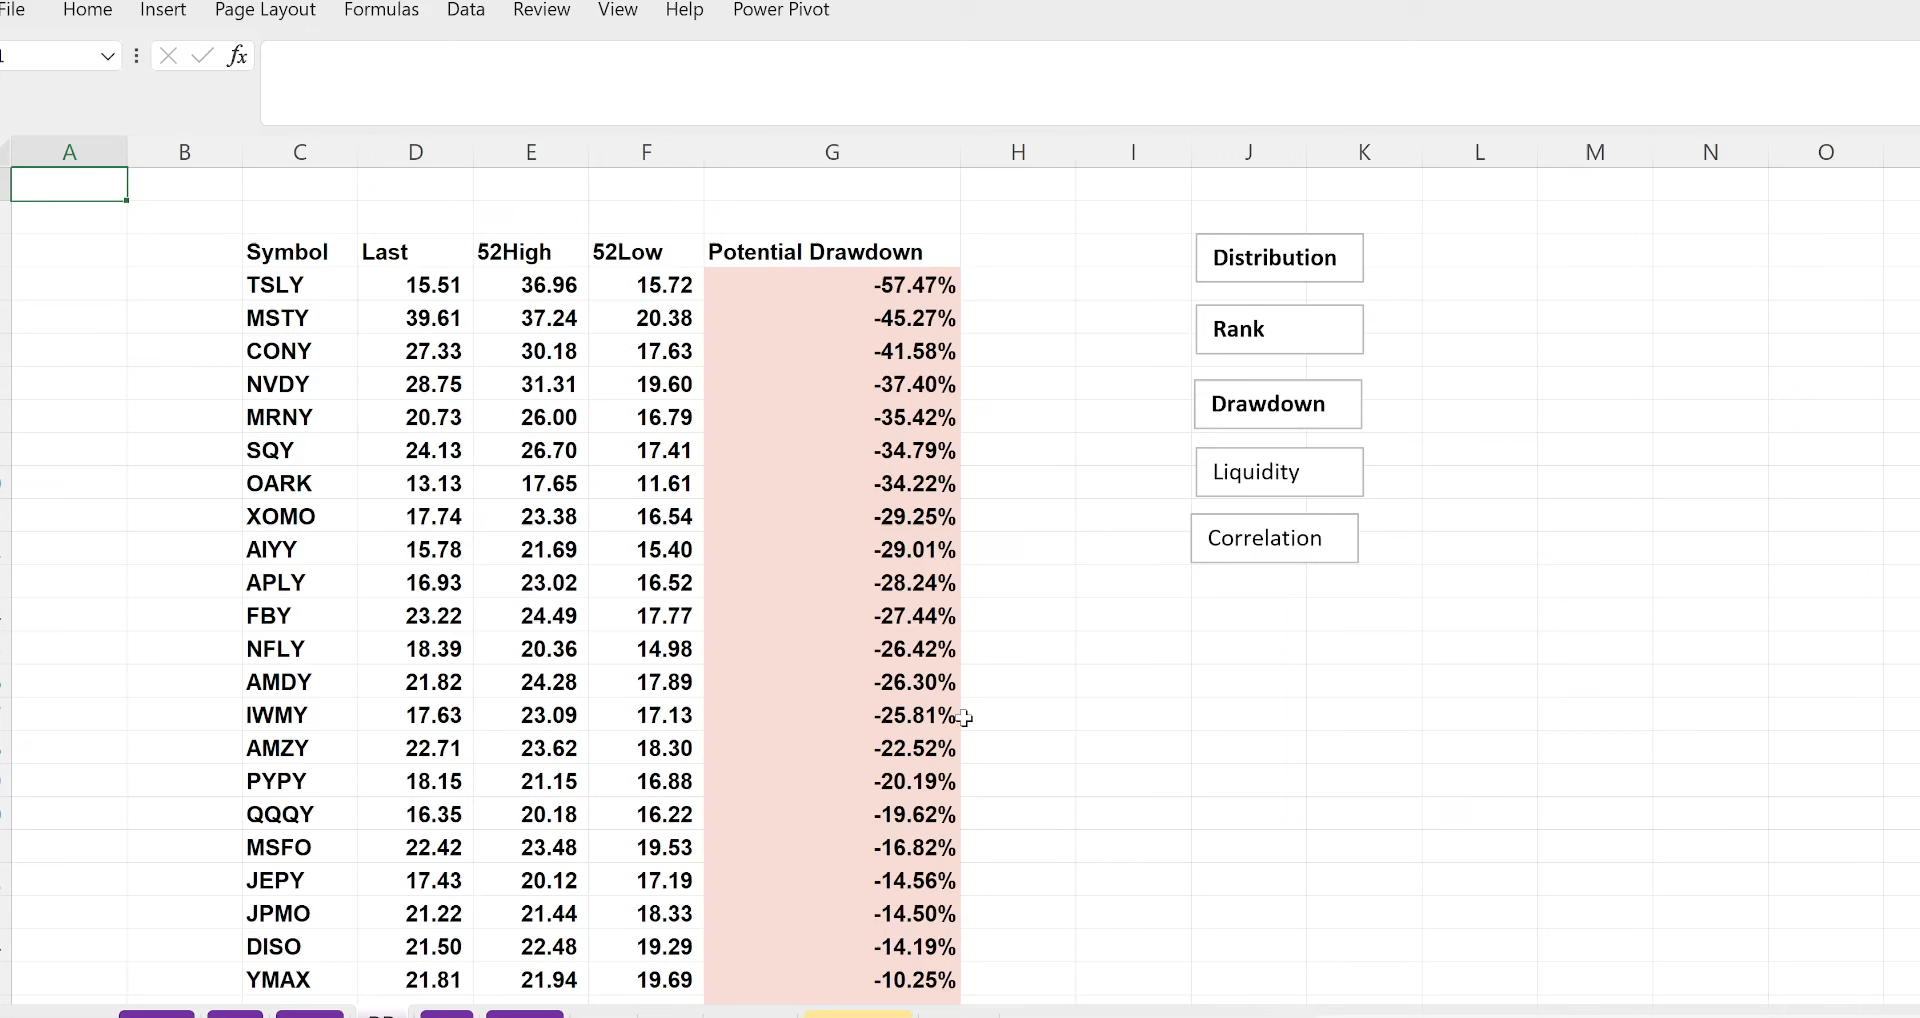 File Home Insert Page Layout Formulas Data Review View Help Power Pivot
fx
A B C D E F G H I J K L M N O
Symbol Last 52High 52Low Potential Drawdown
TSLY 15.51 36.96 15.72 -57.47%
MSTY 39.61 37.24 20.38 -45.27%
CONY 27.33 30.18 17.63 -41.58%
NVDY 28.75 31.31 19.60 -37.40%
MRNY 20.73 26.00 16.79 -35.42%
SQY 24.13 26.70 17.41 -34.79%
OARK 13.13 17.65 11.61 -34.22%
XOMO 17.74 23.38 16.54 -29.25%
AIYY 15.78 21.69 15.40 -29.01%
APLY 16.93 23.02 16.52 -28.24%
FBY 23.22 24.49 17.77 -27.44%
NFLY 18.39 20.36 14.98 -26.42%
AMDY 21.82 24.28 17.89 -26.30%
IWMY 17.63 23.09 17.13 -25.81%
AMZY 22.71 23.62 18.30 -22.52%
PYPY 18.15 21.15 16.88 -20.19%
QQQY 16.35 20.18 16.22 -19.62%
MSFO 22.42 23.48 19.53 -16.82%
JEPY 17.43 20.12 17.19 -14.56%
JPMO 21.22 21.44 18.33 -14.50%
DISO 21.50 22.48 19.29 -14.19%
YMAX 21.81 21.94 19.69 -10.25%
Distribution
Rank
Drawdown
Liquidity
Correlation